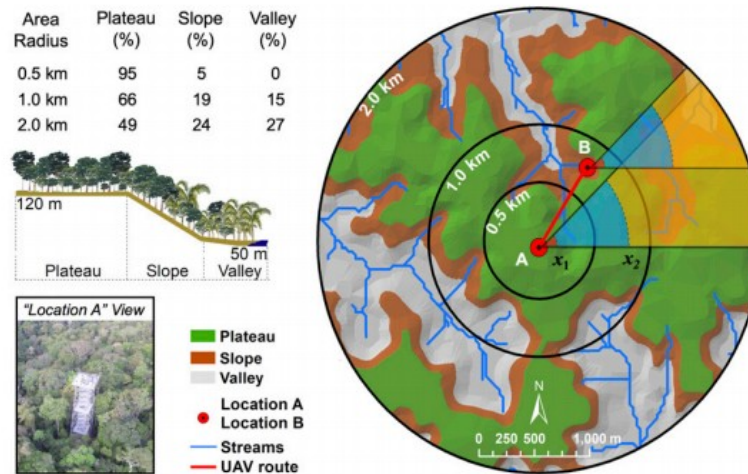 Area Radius Plateau (%) Slope (%) Valley (%)
0.5 km 95 5 0
1.0 km 66 19 15
2.0 km 49 24 27
120 m
50 m
Plateau Slope Valley
"Location A" View
Plateau
Slope
Valley
Location A
Location B
Streams
UAV route
2.0 km
1.0 km
0.5 km
B
A
x1
x2
N
0 250 500 1,000 m